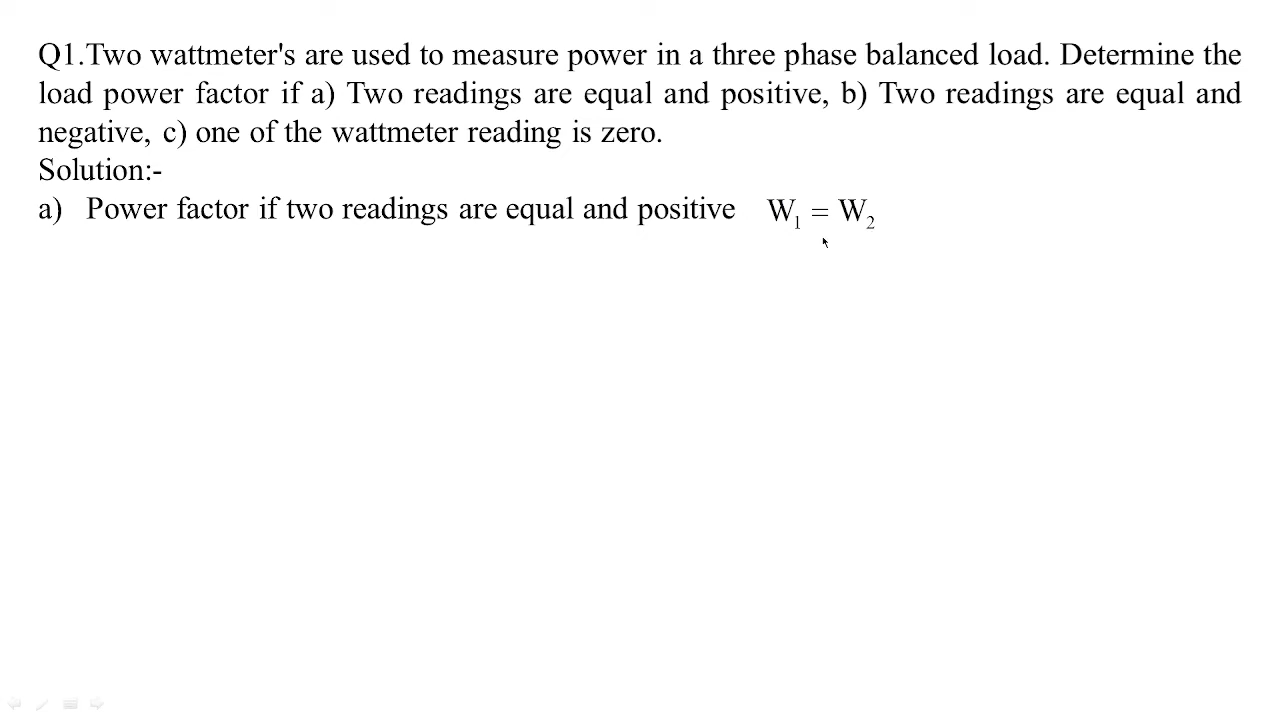 Q1.Two wattmeter's are used to measure power in a three phase balanced load. Determine the
load power factor if a) Two readings are equal and positive, b) Two readings are equal and
negative, c) one of the wattmeter reading is zero.
Solution:-
a) Power factor if two readings are equal and positive W₁ = W₂